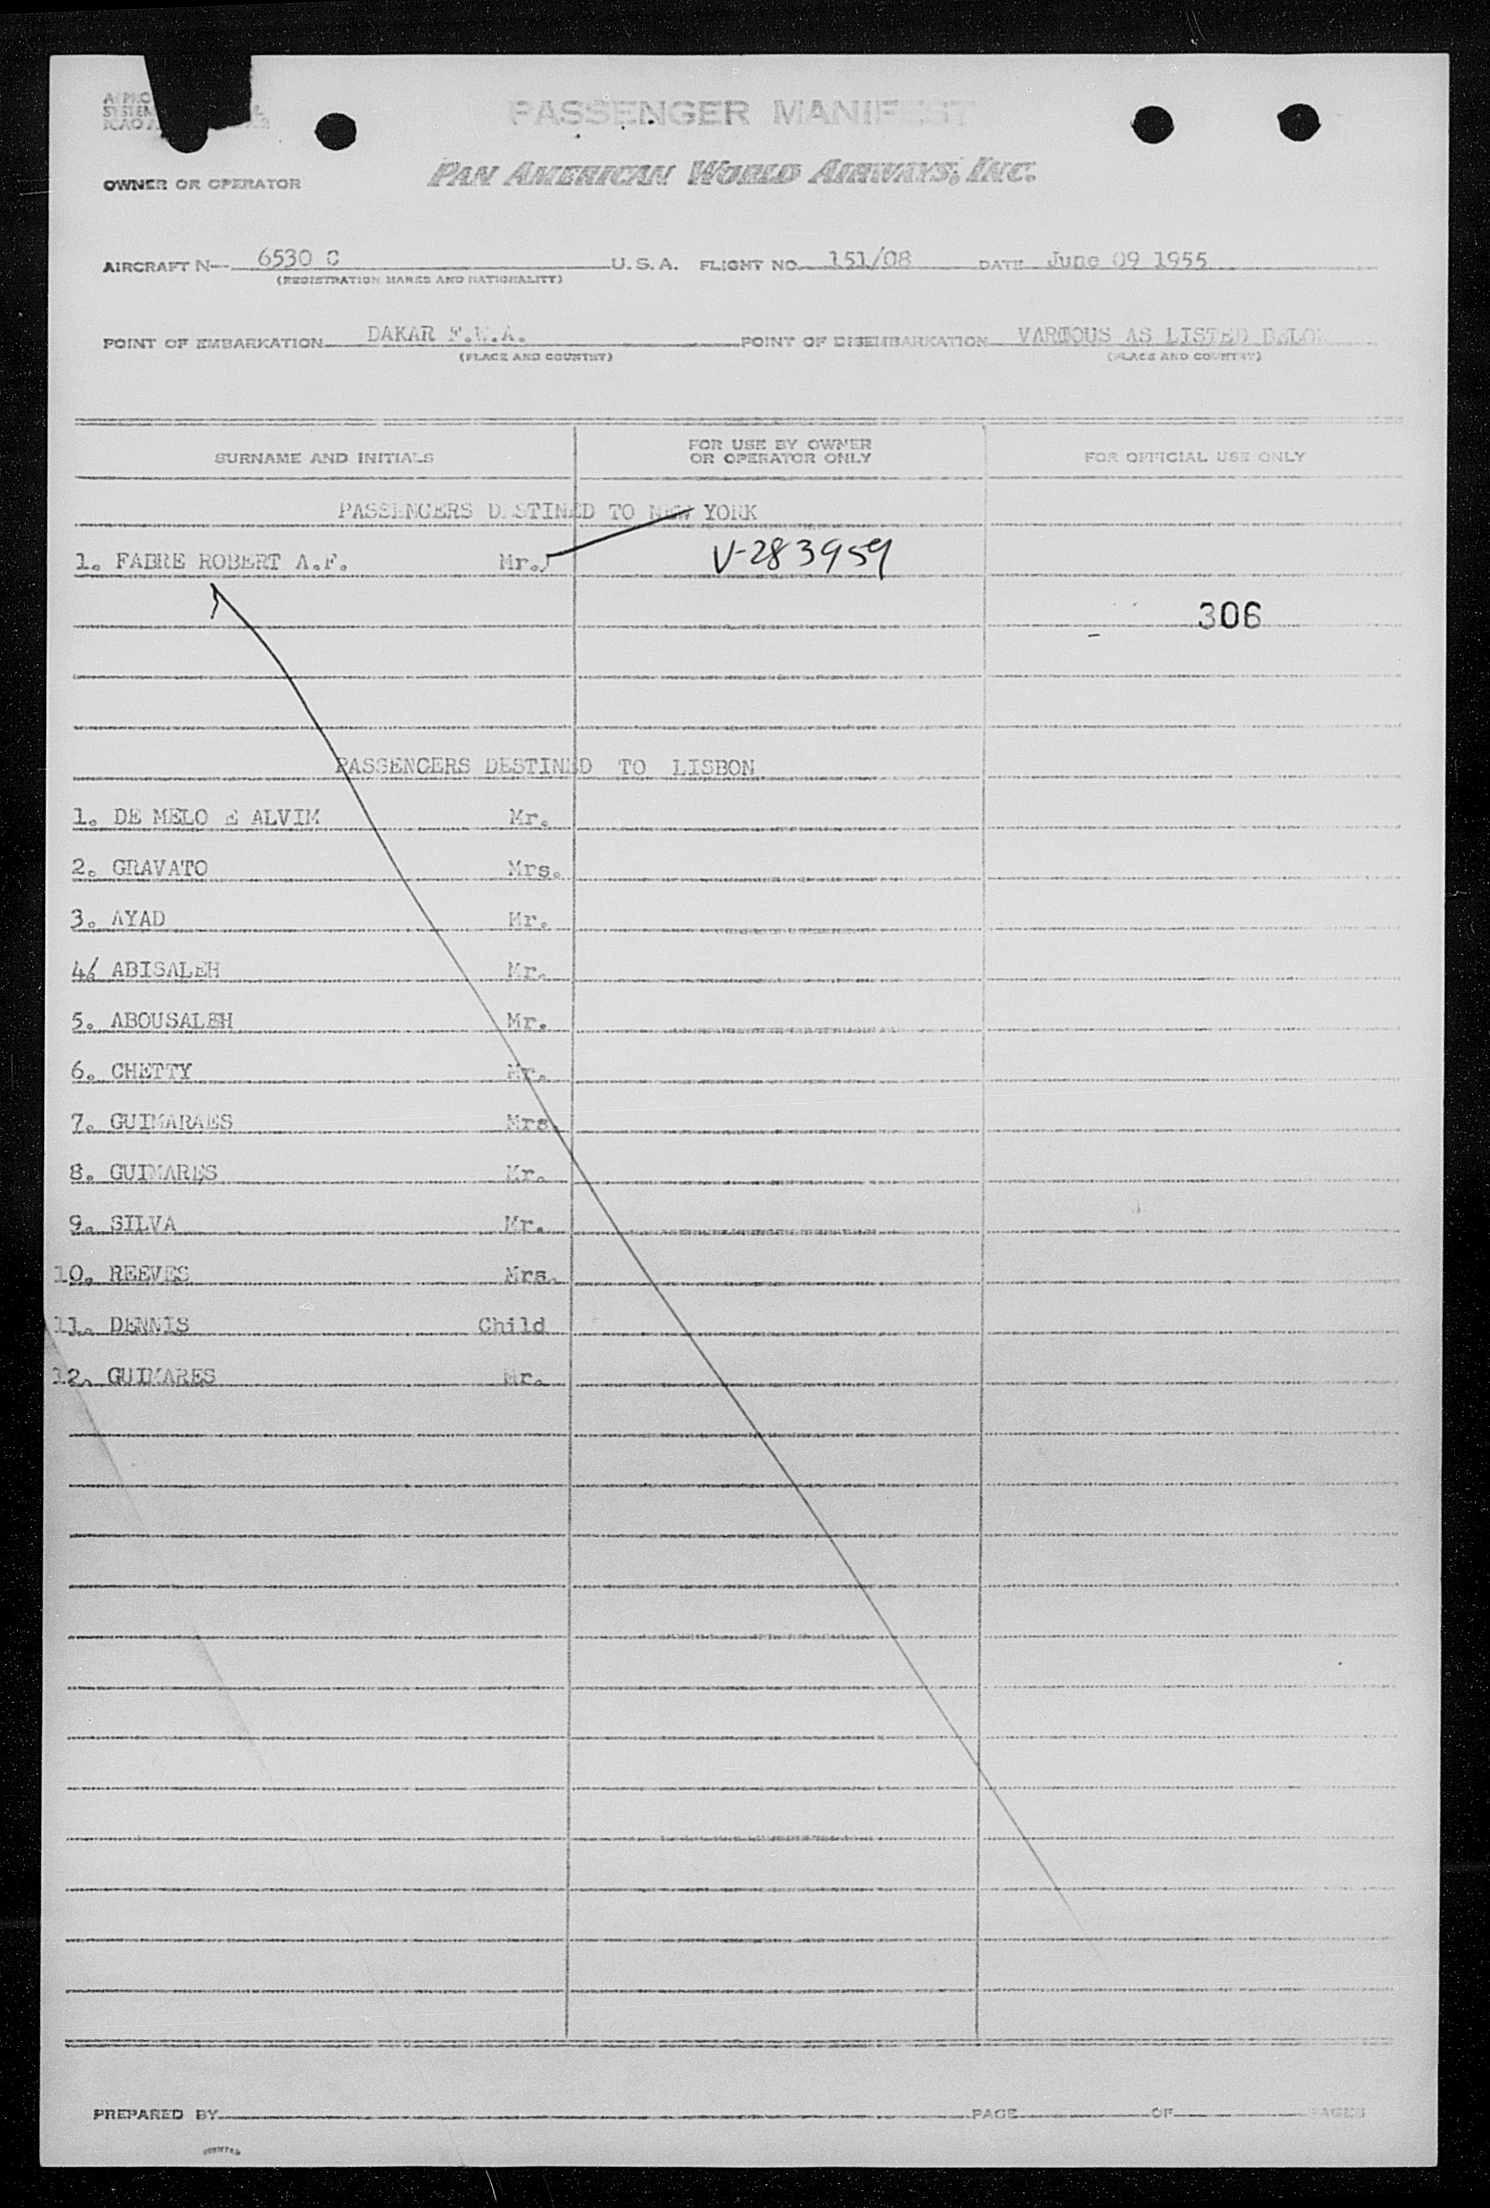 PASSENGER MANIFEST
PAN AMERICAN WORLD AIRWAYS, INC.
OWNER OR OPERATOR
AIRCRAFT N- 6530 C U.S.A. FLIGHT NO. 151/08 DATE June 09 1955
(REGISTRATION MARKS AND NATIONALITY)
POINT OF EMBARKATION DAKAR F.W.A. POINT OF DISEMBARKATION VARIOUS AS LISTED BELOW
(PLACE AND COUNTRY) (PLACE AND COUNTRY)
SURNAME AND INITIALS FOR USE BY OWNER OR OPERATOR ONLY FOR OFFICIAL USE ONLY
PASSENGERS DESTINED TO NEW YORK
1. FABRE ROBERT A.F. Mr. V-283959
306
PASSENGERS DESTINED TO LISBON
1. DE MELO E ALVIM Mr.
2. GRAVATO Mrs.
3. AYAD Mr.
4. ABISALEH Mr.
5. ABOUSALEH Mr.
6. CHETTY Mr.
7. GUIMARAES Mrs.
8. GUIMARES Mr.
9. SILVA Mr.
10. REEVES Mrs.
11. DENNIS Child
12. GUIMARES Mr.
PREPARED BY PAGE OF PAGES